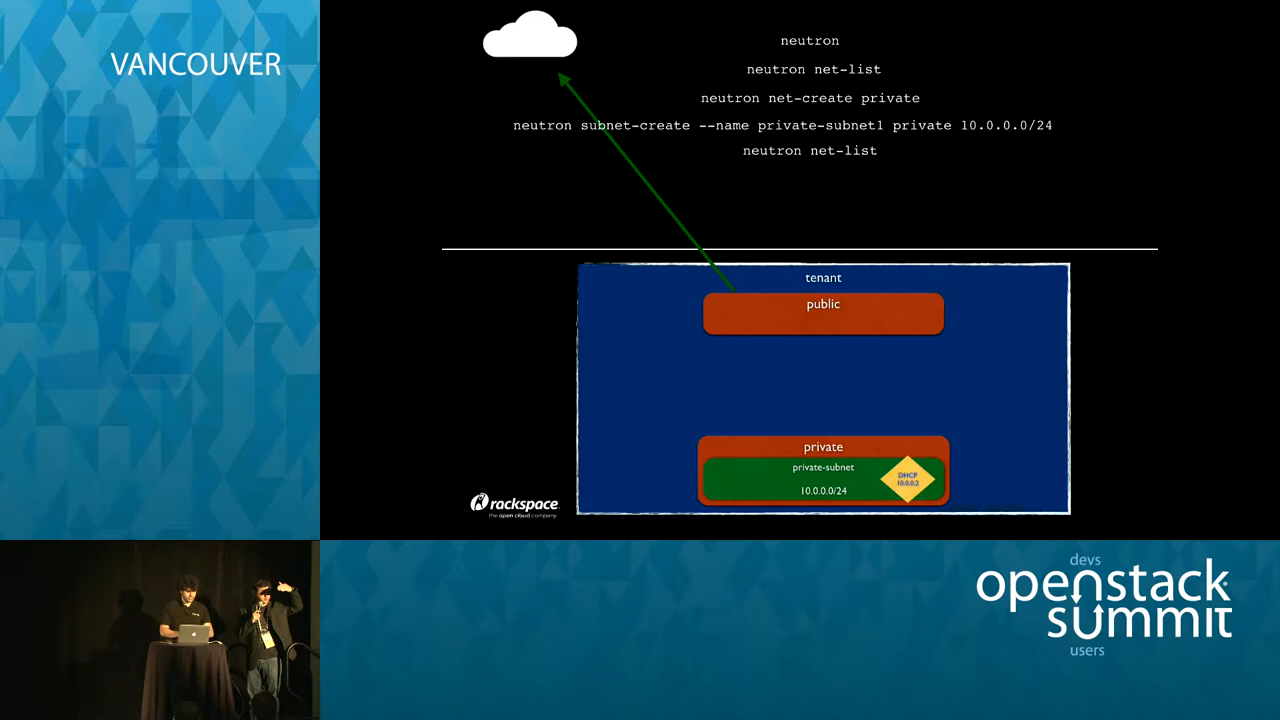 VANCOUVER
neutron
neutron net-list
neutron net-create private
neutron subnet-create --name private-subnet1 private 10.0.0.0/24
neutron net-list
tenant
public
private
private-subnet
10.0.0.0/24
DHCP
10.0.0.2
rackspace
the open cloud company
devs
openstack
summit
users